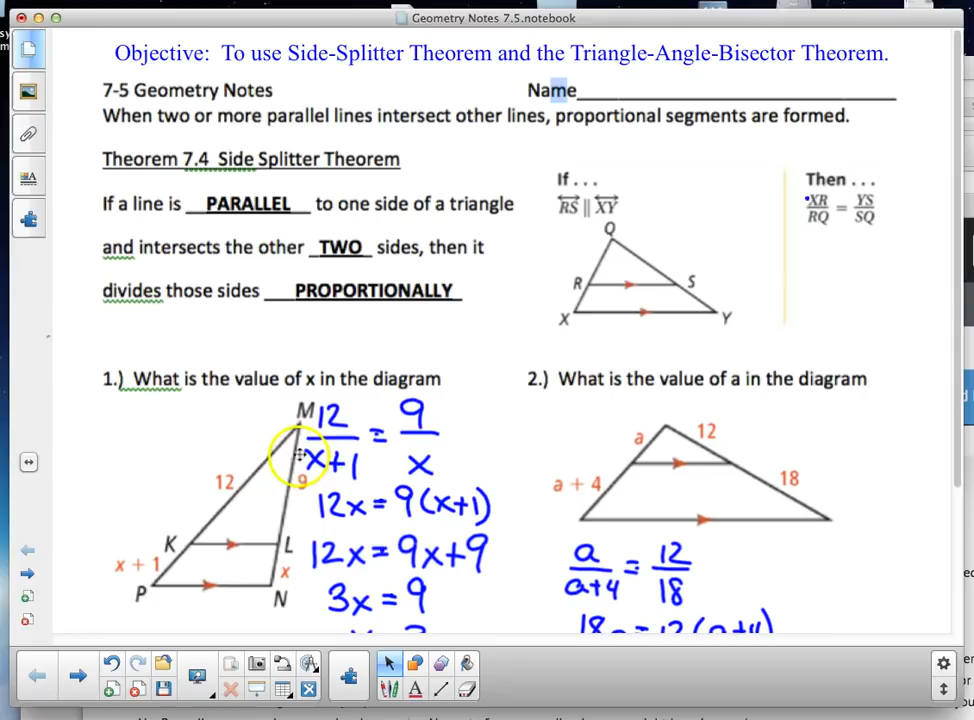 Geometry Notes 7.5.notebook
Objective: To use Side-Splitter Theorem and the Triangle-Angle-Bisector Theorem.
7-5 Geometry Notes
Name____________________
When two or more parallel lines intersect other lines, proportional segments are formed.
Theorem 7.4 Side Splitter Theorem
If a line is PARALLEL to one side of a triangle
and intersects the other TWO sides, then it
divides those sides PROPORTIONALLY
If . . .
RS || XY
Q
R
S
X
Y
Then . . .
XR/RQ = YS/SQ
1.) What is the value of x in the diagram
M
12
9
K
L
x + 1
x
P
N
12/x+1 = 9/x
12x = 9(x+1)
12x = 9x+9
3x = 9
2.) What is the value of a in the diagram
a
12
a + 4
18
a/a+4 = 12/18
18a = 12(a+4)